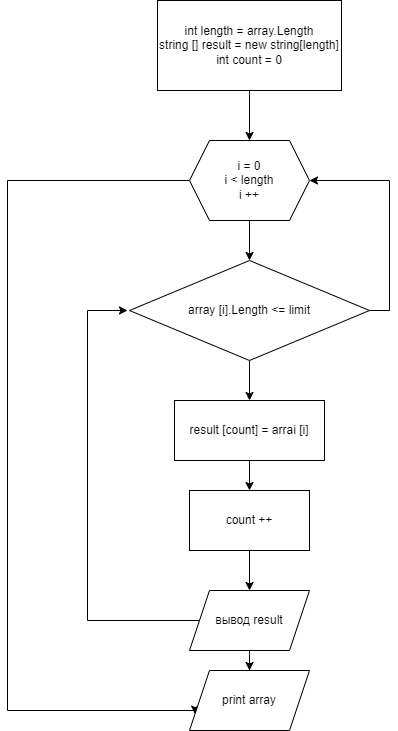 int length = array.Length
string [] result = new string[length]
int count = 0
i = 0
i < length
i ++
array [i].Length <= limit
result [count] = arrai [i]
count ++
вывод result
print array